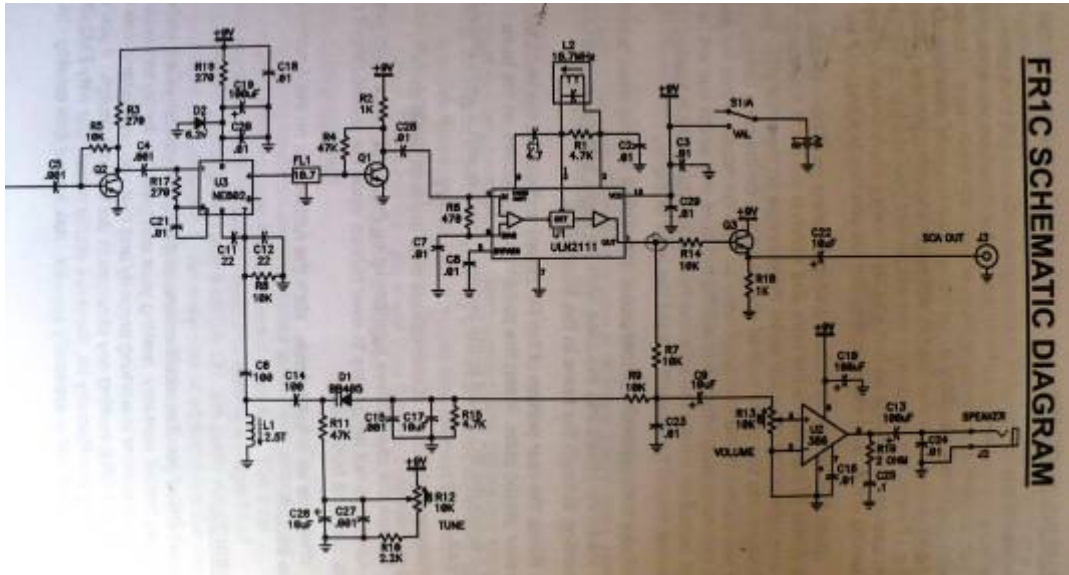 FR1C SCHEMATIC DIAGRAM
+9V
R16
270
C18
.01
C19
100uF
D2
6.2V
C20
.01
R3
270
R5
10K
C5
.001
Q2
C4
.001
R17
270
C21
.01
U3
NE602
C11
22
C12
22
R8
10K
FL1
10.7
+9V
R2
1K
R4
47K
Q1
C26
.01
L2
10.7MHz
4.7
R1
4.7K
C2
.01
R6
470
C7
.01
.01
BYPASS
DET
U1
ULN2111
OUT
VCC
13
+9V
C3
.01
C29
.01
S1:A
+9V
Q3
R14
10K
R18
1K
C22
10uF
SCA OUT
J3
C6
100
L1
2.5T
C14
100
D1
BB405
R11
47K
C16
.001
C17
10uF
R15
4.7K
R9
10K
R7
10K
C23
.01
C9
10uF
R13
10K
VOLUME
+9V
C10
100uF
U2
386
C15
.01
C13
100uF
R19
2 OHM
C25
.1
C24
.01
SPEAKER
J2
+9V
R12
10K
TUNE
C28
10uF
C27
.001
R10
2.2K